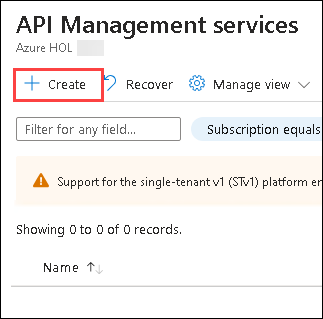 API Management services
Azure HOL
Create Recover Manage view
Filter for any field... Subscription equals
Support for the single-tenant v1 (STv1) platform
Showing 0 to 0 of 0 records.
Name